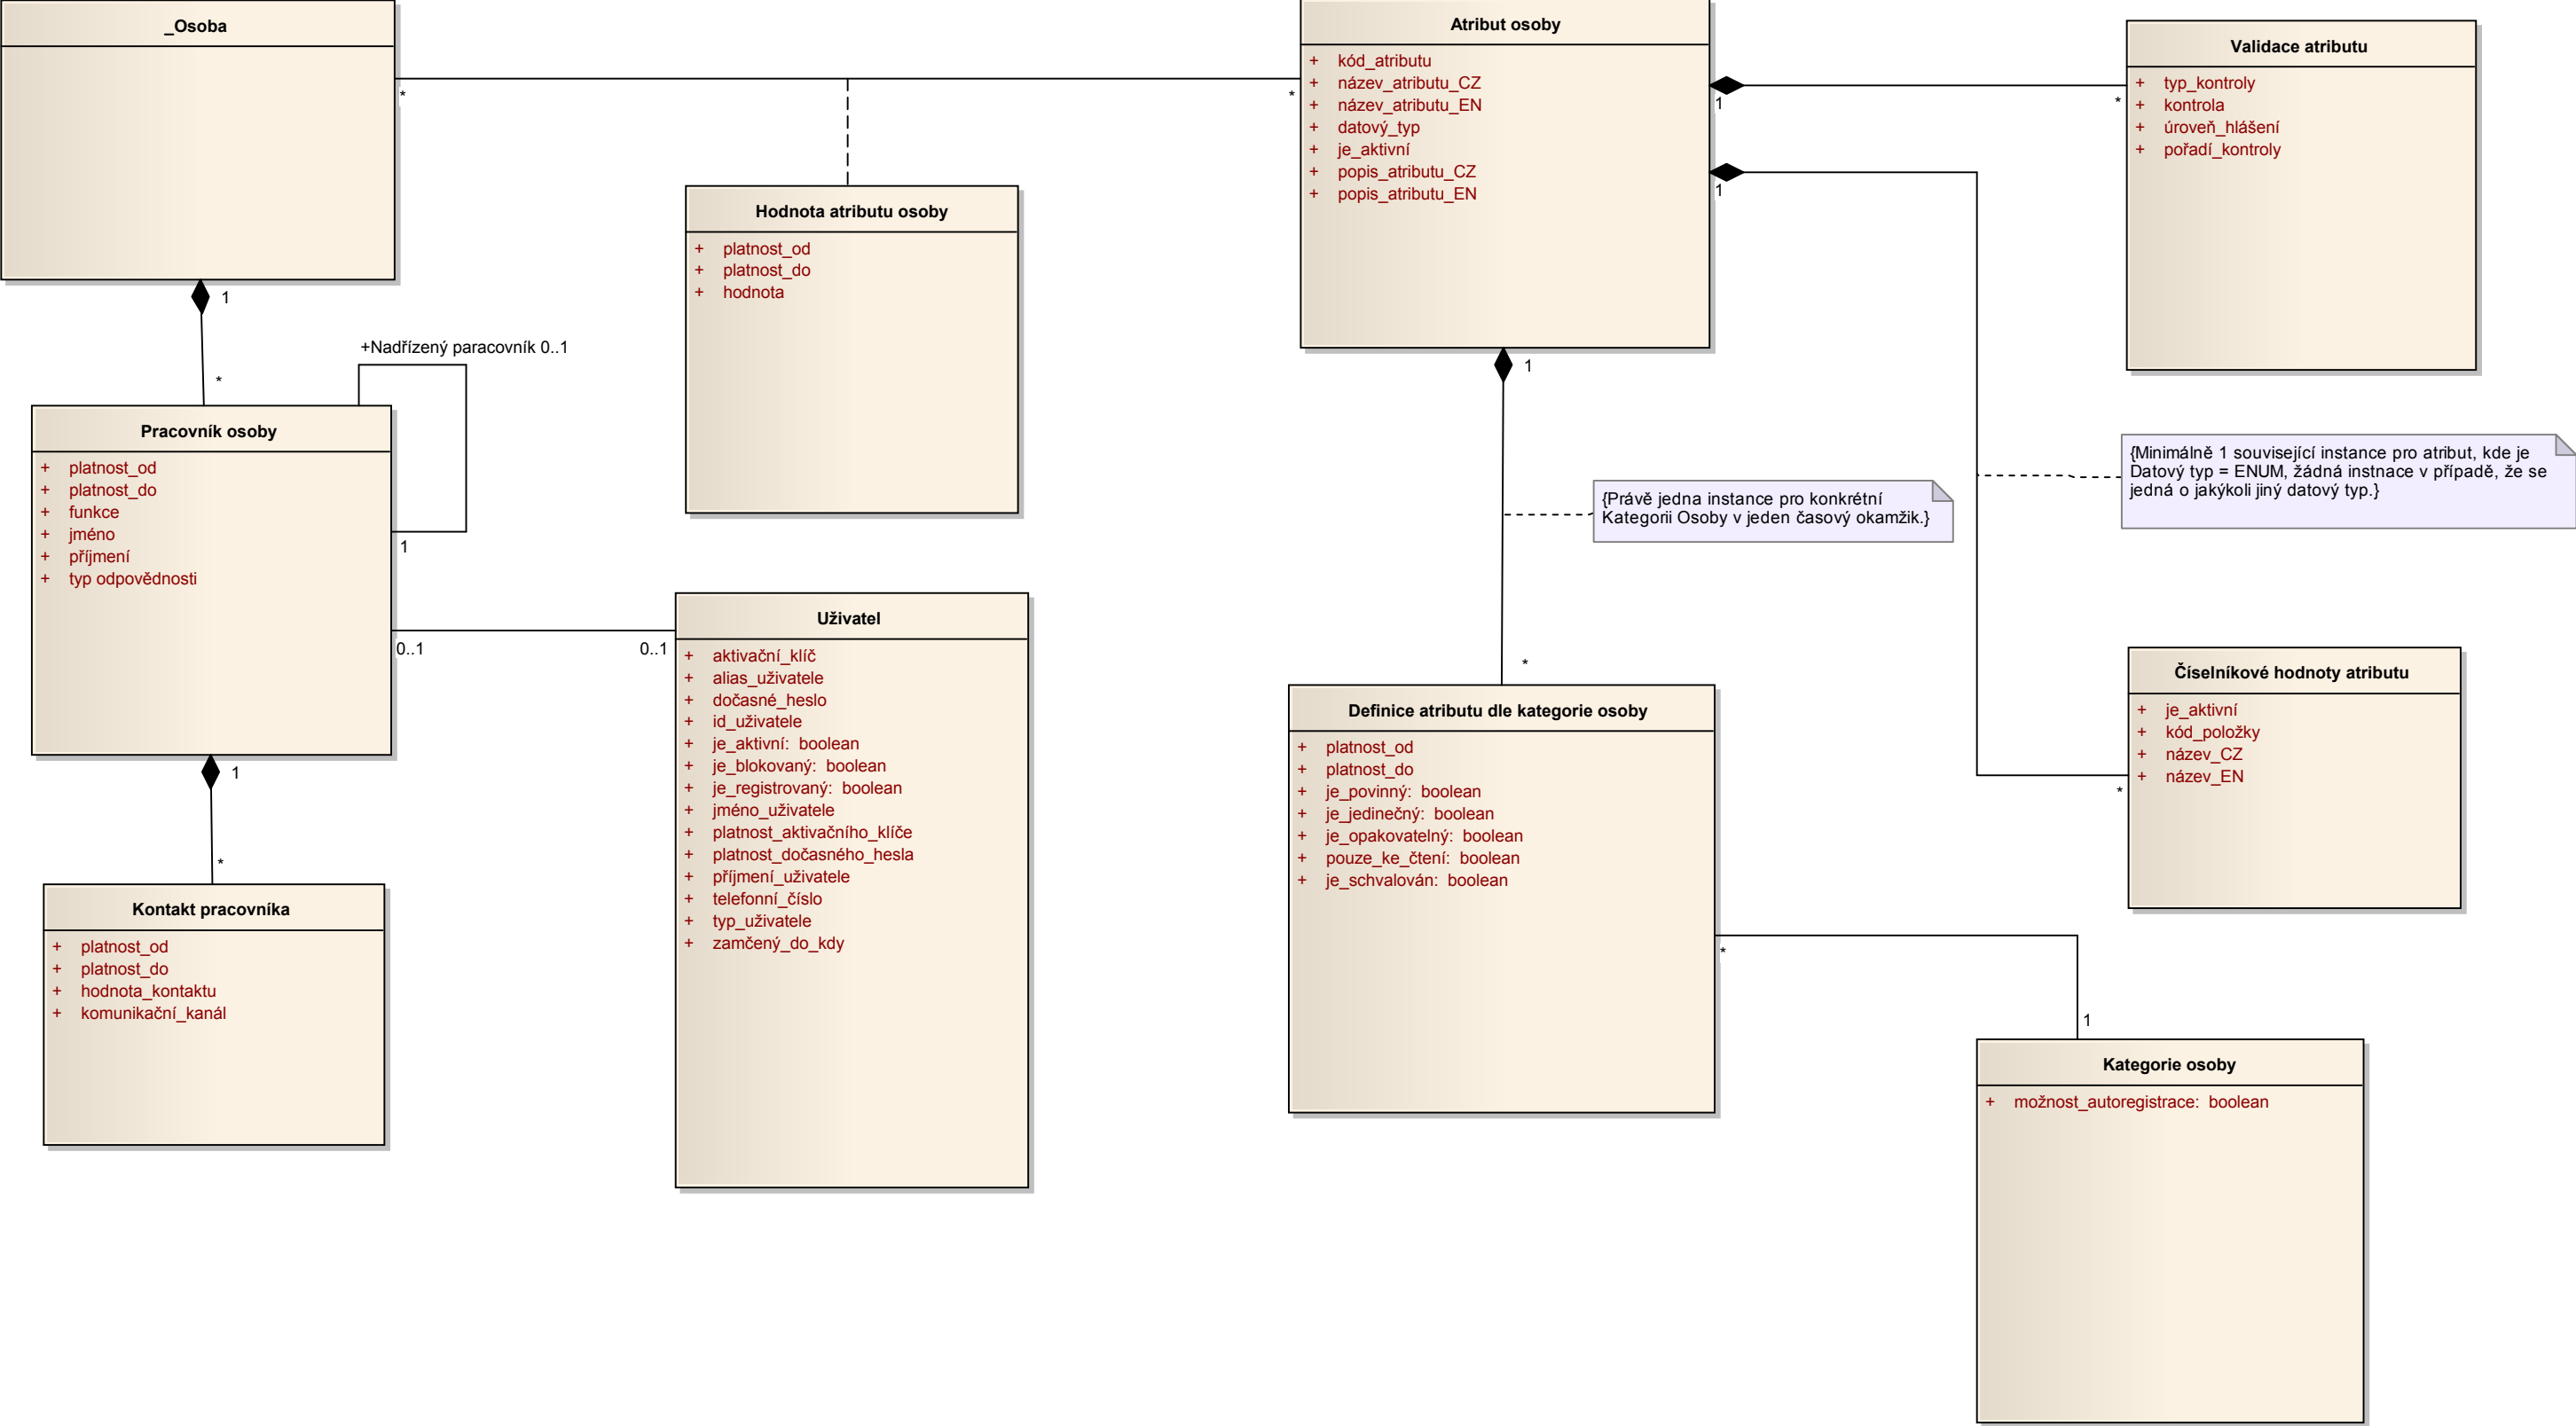 _Osoba
*
*
1
*
Atribut osoby
+ kód_atributu
+ název_atributu_CZ
+ název_atributu_EN
+ datový_typ
+ je_aktivní
+ popis_atributu_CZ
+ popis_atributu_EN
1
*
1
1
Validace atributu
+ typ_kontroly
+ kontrola
+ úroveň_hlášení
+ pořadí_kontroly
Hodnota atributu osoby
+ platnost_od
+ platnost_do
+ hodnota
+Nadřízený paracovník 0..1
1
Pracovník osoby
+ platnost_od
+ platnost_do
+ funkce
+ jméno
+ příjmení
+ typ odpovědnosti
0..1
0..1
1
*
{Právě jedna instance pro konkrétní
Kategorii Osoby v jeden časový okamžik.}
{Minimálně 1 související instance pro atribut, kde je
Datový typ = ENUM, žádná instnace v případě, že se
jedná o jakýkoli jiný datový typ.}
Uživatel
+ aktivační_klíč
+ alias_uživatele
+ dočasné_heslo
+ id_uživatele
+ je_aktivní: boolean
+ je_blokovaný: boolean
+ je_registrovaný: boolean
+ jméno_uživatele
+ platnost_aktivačního_klíče
+ platnost_dočasného_hesla
+ příjmení_uživatele
+ telefonní_číslo
+ typ_uživatele
+ zamčený_do_kdy
*
Definice atributu dle kategorie osoby
+ platnost_od
+ platnost_do
+ je_povinný: boolean
+ je_jedinečný: boolean
+ je_opakovatelný: boolean
+ pouze_ke_čtení: boolean
+ je_schvalován: boolean
*
1
Číselníkové hodnoty atributu
+ je_aktivní
+ kód_položky
+ název_CZ
+ název_EN
*
Kontakt pracovníka
+ platnost_od
+ platnost_do
+ hodnota_kontaktu
+ komunikační_kanál
Kategorie osoby
+ možnost_autoregistrace: boolean